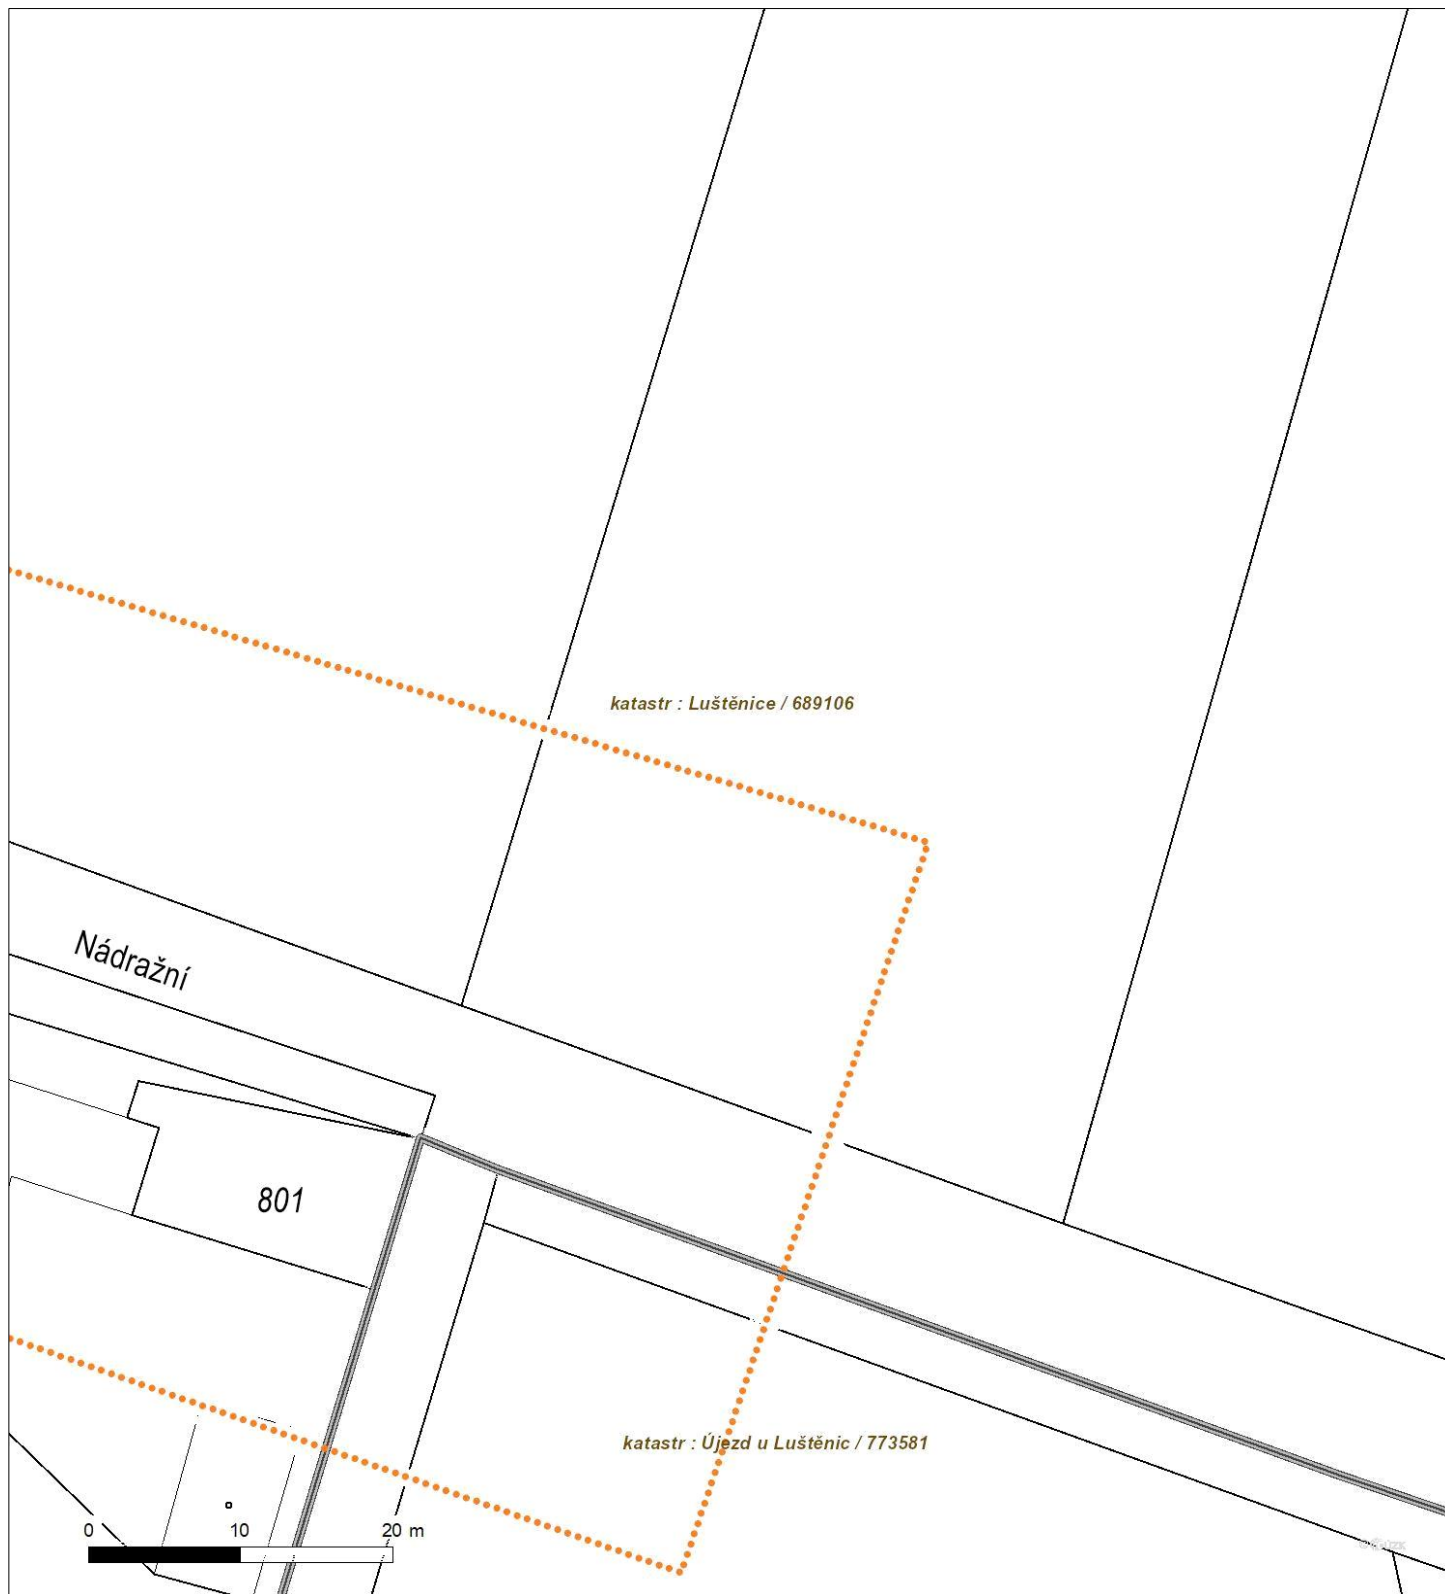 katastr : Luštěnice / 689106
Nádražní
801
katastr : Újezd u Luštěnic / 773581
0 10 20 m